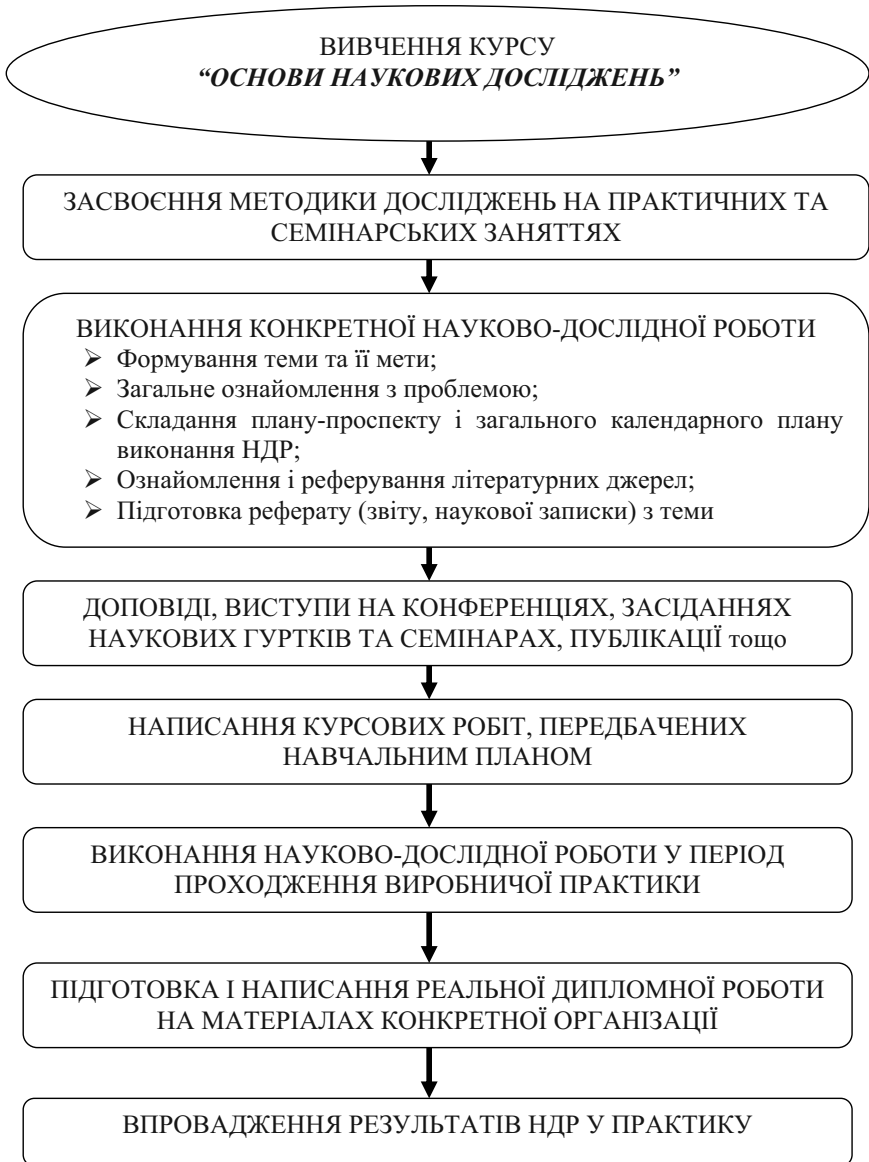 ВИВЧЕННЯ КУРСУ
“ОСНОВИ НАУКОВИХ ДОСЛІДЖЕНЬ”
ЗАСВОЄННЯ МЕТОДИКИ ДОСЛІДЖЕНЬ НА ПРАКТИЧНИХ ТА
СЕМІНАРСЬКИХ ЗАНЯТТЯХ
ВИКОНАННЯ КОНКРЕТНОЇ НАУКОВО-ДОСЛІДНОЇ РОБОТИ
➢ Формування теми та її мети;
➢ Загальне ознайомлення з проблемою;
➢ Складання плану-проспекту і загального календарного плану
виконання НДР;
➢ Ознайомлення і реферування літературних джерел;
➢ Підготовка реферату (звіту, наукової записки) з теми
ДОПОВІДІ, ВИСТУПИ НА КОНФЕРЕНЦІЯХ, ЗАСІДАННЯХ
НАУКОВИХ ГУРТКІВ ТА СЕМІНАРАХ, ПУБЛІКАЦІЇ тощо
НАПИСАННЯ КУРСОВИХ РОБІТ, ПЕРЕДБАЧЕНИХ
НАВЧАЛЬНИМ ПЛАНОМ
ВИКОНАННЯ НАУКОВО-ДОСЛІДНОЇ РОБОТИ У ПЕРІОД
ПРОХОДЖЕННЯ ВИРОБНИЧОЇ ПРАКТИКИ
ПІДГОТОВКА І НАПИСАННЯ РЕАЛЬНОЇ ДИПЛОМНОЇ РОБОТИ
НА МАТЕРІАЛАХ КОНКРЕТНОЇ ОРГАНІЗАЦІЇ
ВПРОВАДЖЕННЯ РЕЗУЛЬТАТІВ НДР У ПРАКТИКУ